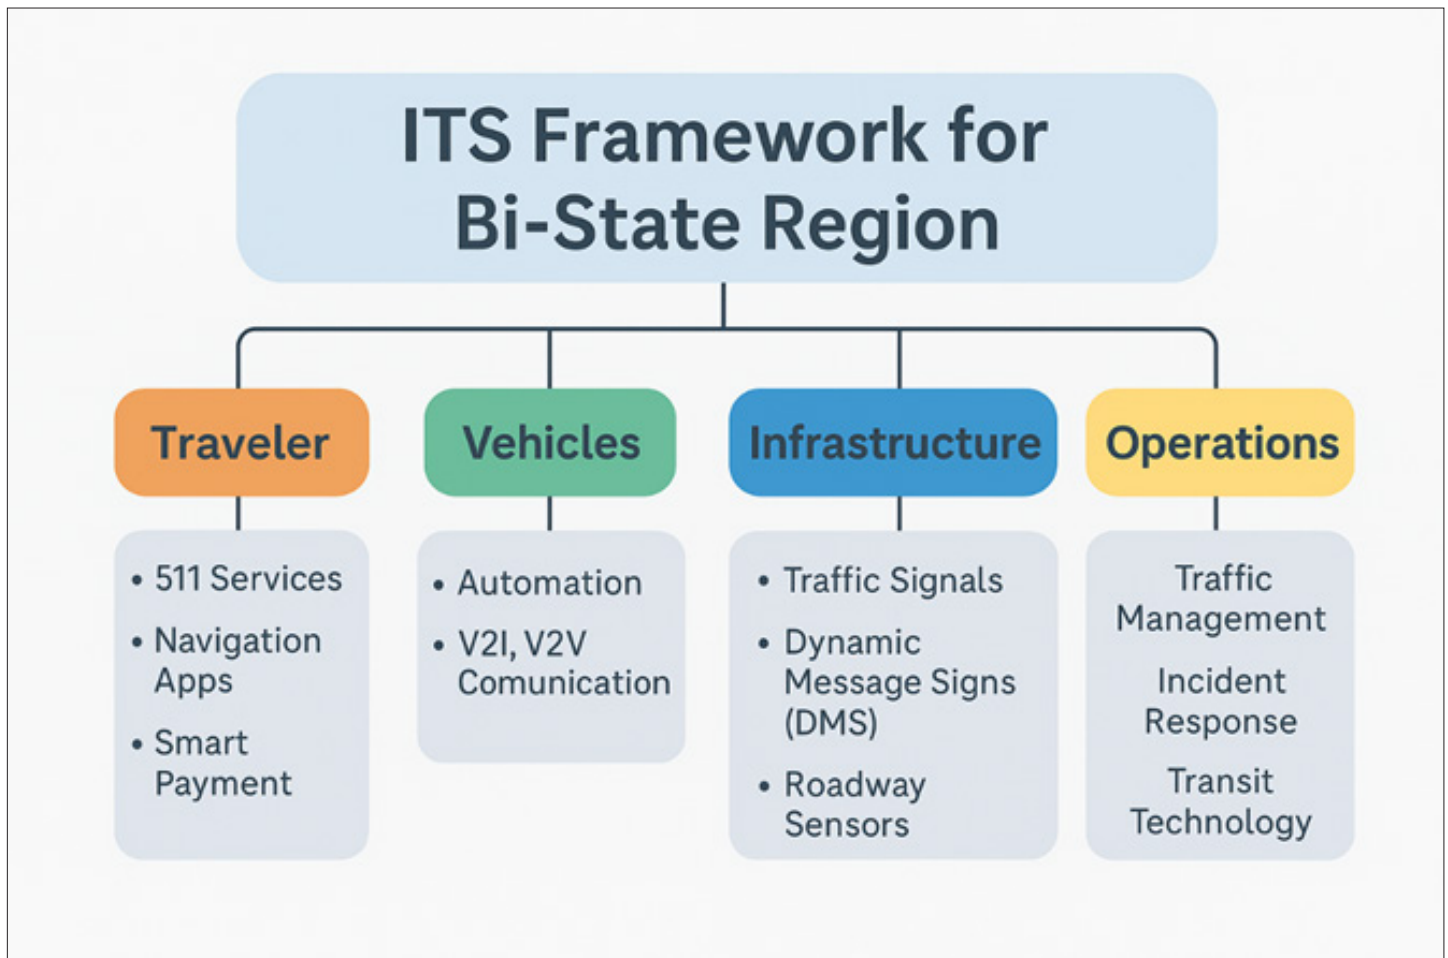 ITS Framework for
Bi-State Region
Traveler
• 511 Services
• Navigation
Apps
• Smart
Payment
Vehicles
• Automation
• V2I, V2V
Comunication
Infrastructure
• Traffic Signals
• Dynamic
Message Signs
(DMS)
• Roadway
Sensors
Operations
Traffic
Management
Incident
Response
Transit
Technology